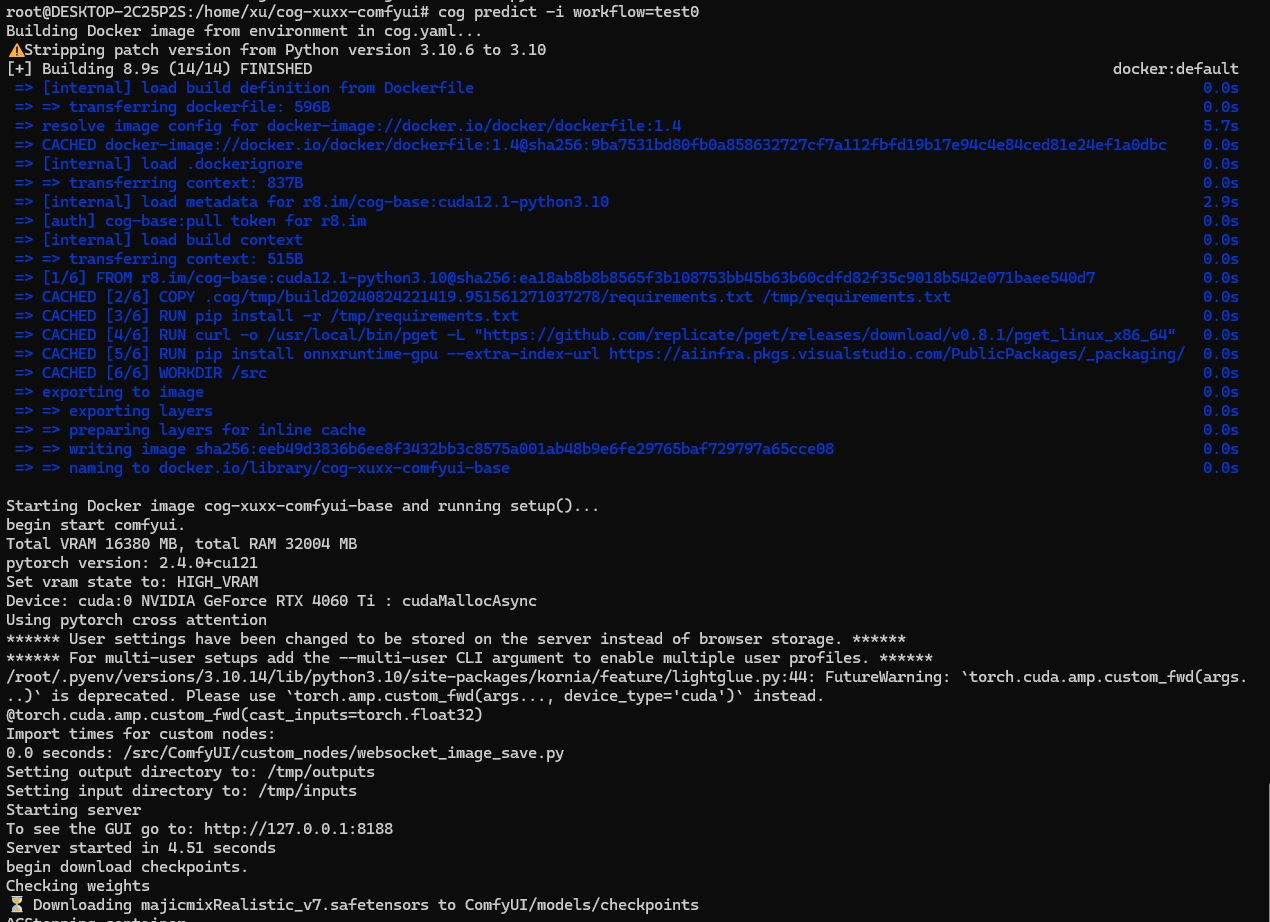 root@DESKTOP-2C25P2S:/home/xu/cog-xuxx-comfyui# cog predict -i workflow=test0
Building Docker image from environment in cog.yaml...
⚠Stripping patch version from Python version 3.10.6 to 3.10
[+] Building 8.9s (14/14) FINISHED docker:default
=> [internal] load build definition from Dockerfile 0.0s
=> => transferring dockerfile: 596B 0.0s
=> resolve image config for docker-image://docker.io/docker/dockerfile:1.4 5.7s
=> CACHED docker-image://docker.io/docker/dockerfile:1.4@sha256:9ba7531bd80fb0a858632727cf7a112fbfd19b17e94c4e84ced81e24ef1a0dbc 0.0s
=> [internal] load .dockerignore 0.0s
=> => transferring context: 837B 0.0s
=> [internal] load metadata for r8.im/cog-base:cuda12.1-python3.10 2.9s
=> [auth] cog-base:pull token for r8.im 0.0s
=> [internal] load build context 0.0s
=> => transferring context: 515B 0.0s
=> [1/6] FROM r8.im/cog-base:cuda12.1-python3.10@sha256:ea18ab8b8b8565f3b108753bb45b63b60cdfd82f35c9018b542e071baee540d7 0.0s
=> CACHED [2/6] COPY .cog/tmp/build20240824221419.951561271037278/requirements.txt /tmp/requirements.txt 0.0s
=> CACHED [3/6] RUN pip install -r /tmp/requirements.txt 0.0s
=> CACHED [4/6] RUN curl -o /usr/local/bin/pget -L "https://github.com/replicate/pget/releases/download/v0.8.1/pget_linux_x86_64" 0.0s
=> CACHED [5/6] RUN pip install onnxruntime-gpu --extra-index-url https://aiinfra.pkgs.visualstudio.com/PublicPackages/_packaging/ 0.0s
=> CACHED [6/6] WORKDIR /src 0.0s
=> exporting to image 0.0s
=> => exporting layers 0.0s
=> => preparing layers for inline cache 0.0s
=> => writing image sha256:eeb49d3836b6ee8f3432bb3c8575a001ab48b9e6fe29765baf729797a65cce08 0.0s
=> => naming to docker.io/library/cog-xuxx-comfyui-base 0.0s
Starting Docker image cog-xuxx-comfyui-base and running setup()...
begin start comfyui.
Total VRAM 16380 MB, total RAM 32004 MB
pytorch version: 2.4.0+cu121
Set vram state to: HIGH_VRAM
Device: cuda:0 NVIDIA GeForce RTX 4060 Ti : cudaMallocAsync
Using pytorch cross attention
****** User settings have been changed to be stored on the server instead of browser storage. ******
****** For multi-user setups add the --multi-user CLI argument to enable multiple user profiles. ******
/root/.pyenv/versions/3.10.14/lib/python3.10/site-packages/kornia/feature/lightglue.py:44: FutureWarning: `torch.cuda.amp.custom_fwd(args.
..)` is deprecated. Please use `torch.amp.custom_fwd(args..., device_type='cuda')` instead.
@torch.cuda.amp.custom_fwd(cast_inputs=torch.float32)
Import times for custom nodes:
0.0 seconds: /src/ComfyUI/custom_nodes/websocket_image_save.py
Setting output directory to: /tmp/outputs
Setting input directory to: /tmp/inputs
Starting server
To see the GUI go to: http://127.0.0.1:8188
Server started in 4.51 seconds
begin download checkpoints.
Checking weights
⏳ Downloading majicmixRealistic_v7.safetensors to ComfyUI/models/checkpoints